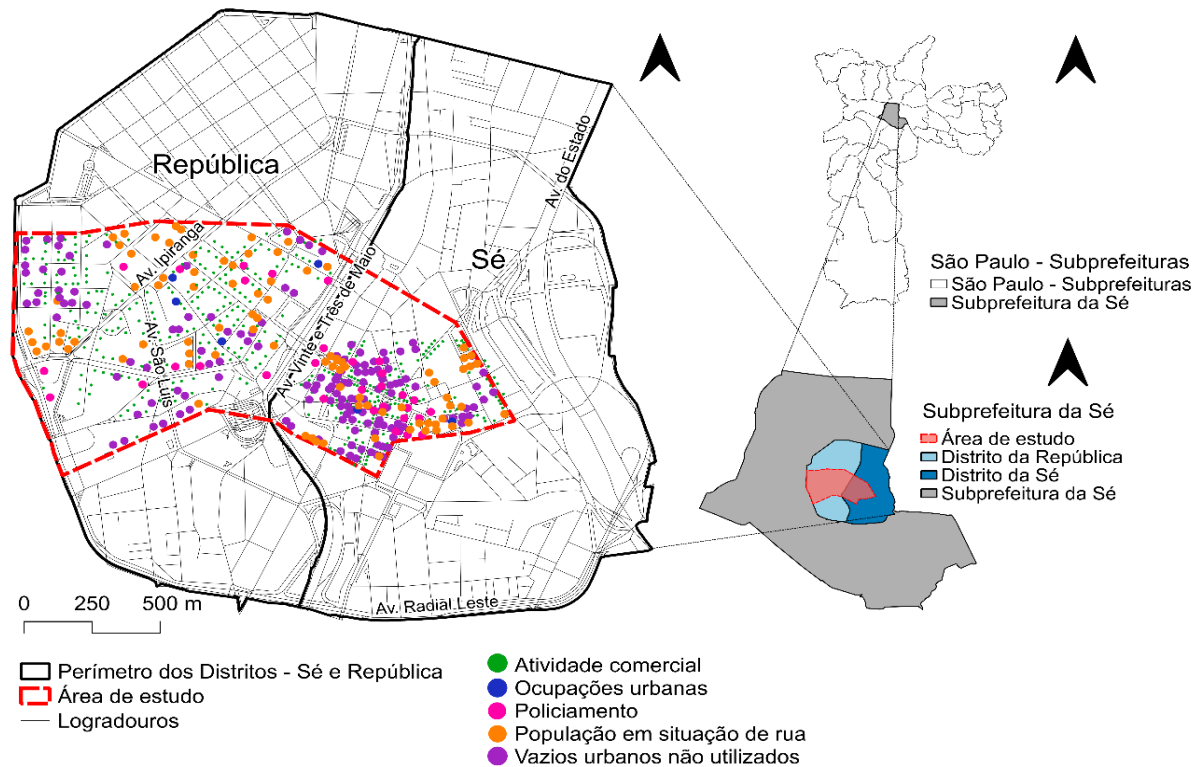 República
Sé
Av. do Estado
Av. Ipiranga
Av. São Luís
Av. Vinte e Três de Maio
Av. Radial Leste
0 250 500 m
Perímetro dos Distritos - Sé e República
Área de estudo
Logradouros
Atividade comercial
Ocupações urbanas
Policiamento
População em situação de rua
Vazios urbanos não utilizados
São Paulo - Subprefeituras
São Paulo - Subprefeituras
Subprefeitura da Sé
Subprefeitura da Sé
Área de estudo
Distrito da República
Distrito da Sé
Subprefeitura da Sé